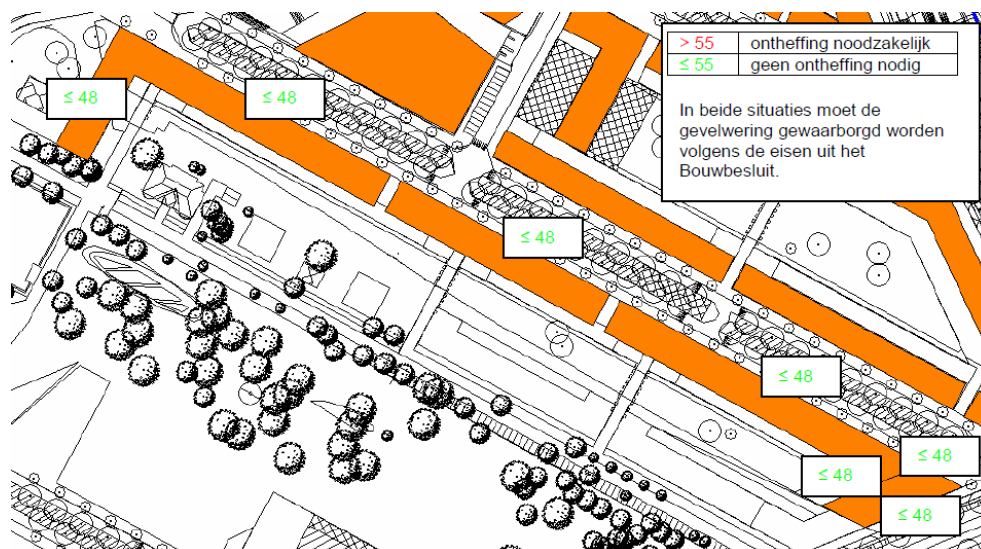 > 55 ontheffing noodzakelijk
≤ 55 geen ontheffing nodig
In beide situaties moet de
gevelwering gewaarborgd worden
volgens de eisen uit het
Bouwbesluit.
≤ 48
≤ 48
≤ 48
≤ 48
≤ 48
≤ 48
≤ 48